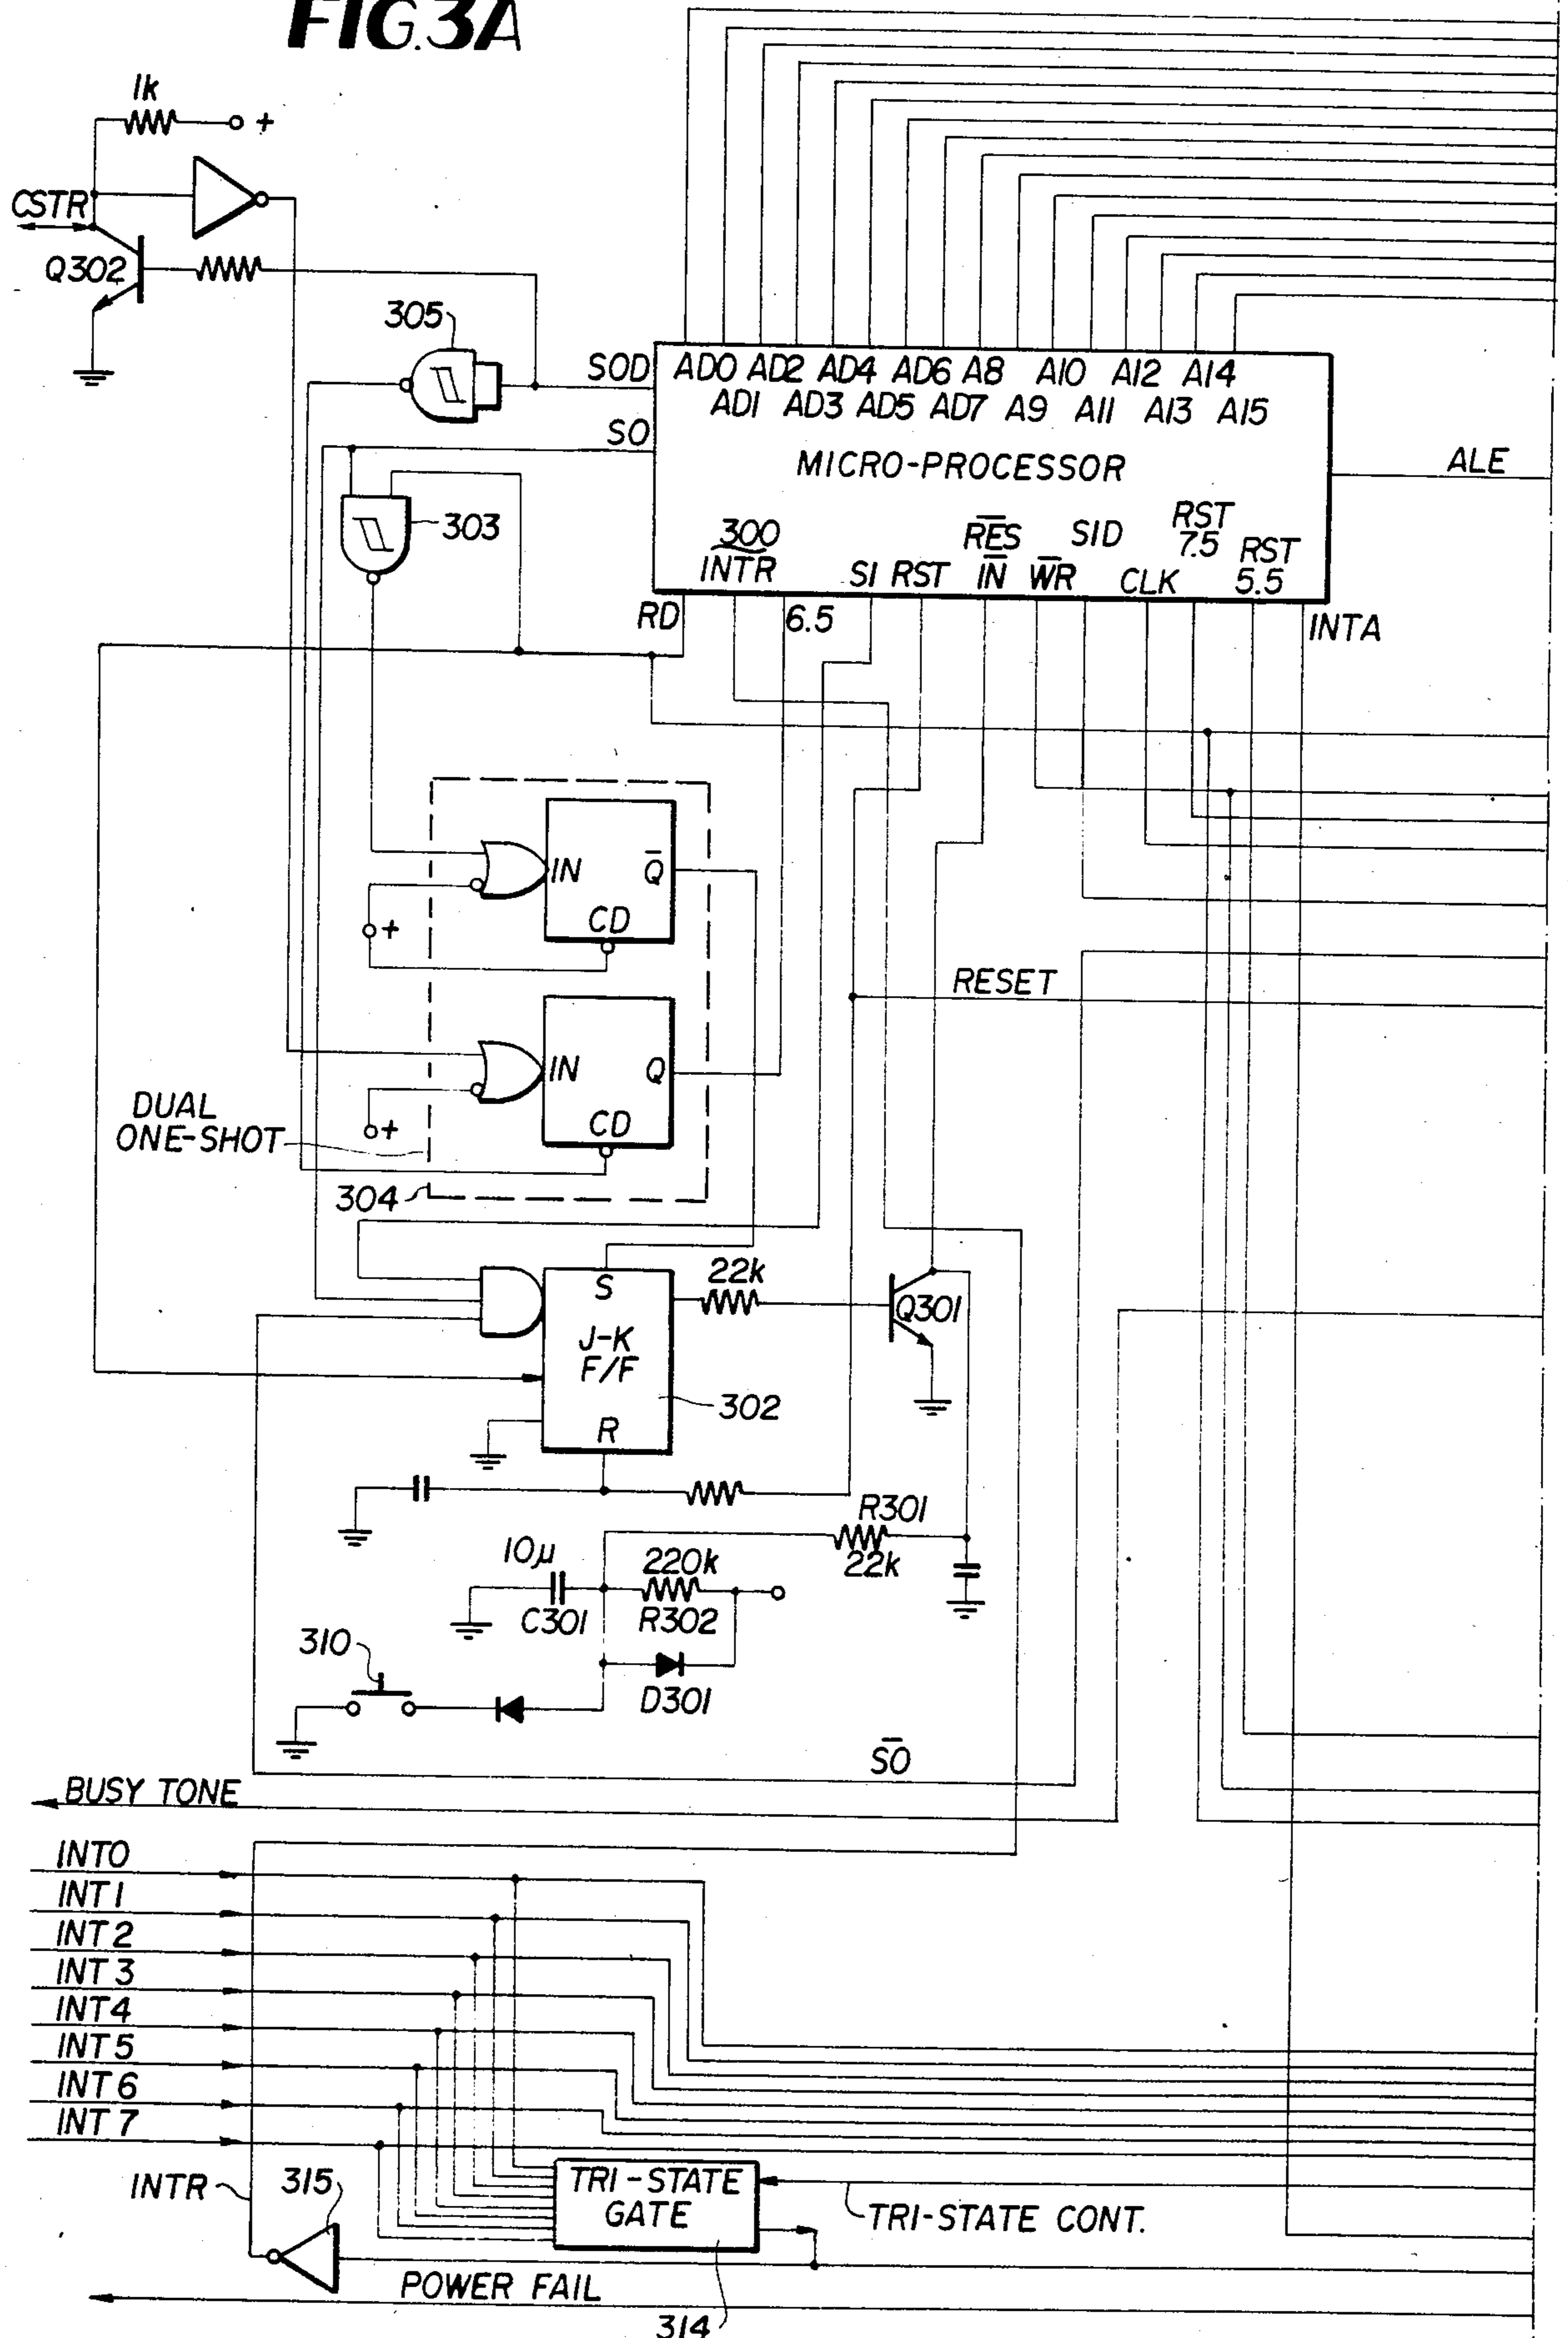 FIG.3A
1k
+
CSTR
Q302
305
SOD
AD0 AD2 AD4 AD6 A8 A10 A12 A14
AD1 AD3 AD5 AD7 A9 A11 A13 A15
SO
MICRO-PROCESSOR
ALE
303
300
INTR
SI RST
RES
IN
WR
SID
CLK
RST
7.5
RST
5.5
RD
6.5
INTA
IN
Q
CD
+
RESET
IN
Q
CD
+
DUAL
ONE-SHOT
304
22k
S
J-K
F/F
R
302
Q301
R301
22k
10μ
C301
220k
R302
310
D301
SO
BUSY TONE
INT0
INT1
INT2
INT3
INT4
INT5
INT6
INT7
INTR
315
TRI-STATE
GATE
TRI-STATE CONT.
POWER FAIL
314